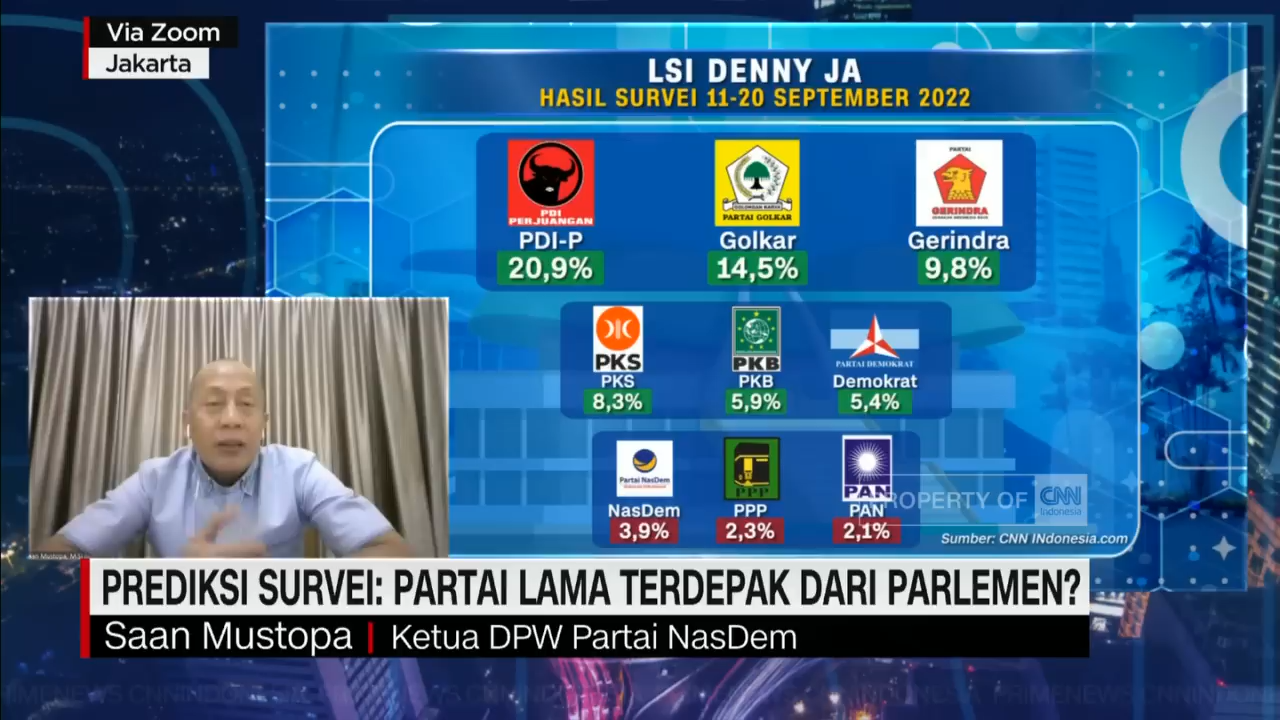 Via Zoom
Jakarta
LSI DENNY JA
HASIL SURVEI 11-20 SEPTEMBER 2022
PDI
PERJUANGAN
GOLONGAN KARYA
PARTAI GOLKAR
PARTAI
GERINDRA
PDI-P
Golkar
Gerindra
20,9%
14,5%
9,8%
PKS
PKB
PARTAI DEMOKRAT
PKS
PKB
Demokrat
8,3%
5,9%
5,4%
Partai NasDem
PPP
PAN
NasDem
PPP
PAN
3,9%
2,3%
2,1%
PROPERTY OF CNN
Indonesia
Sumber: CNN INdonesia.com
PREDIKSI SURVEI: PARTAI LAMA TERDEPAK DARI PARLEMEN?
Saan Mustopa | Ketua DPW Partai NasDem